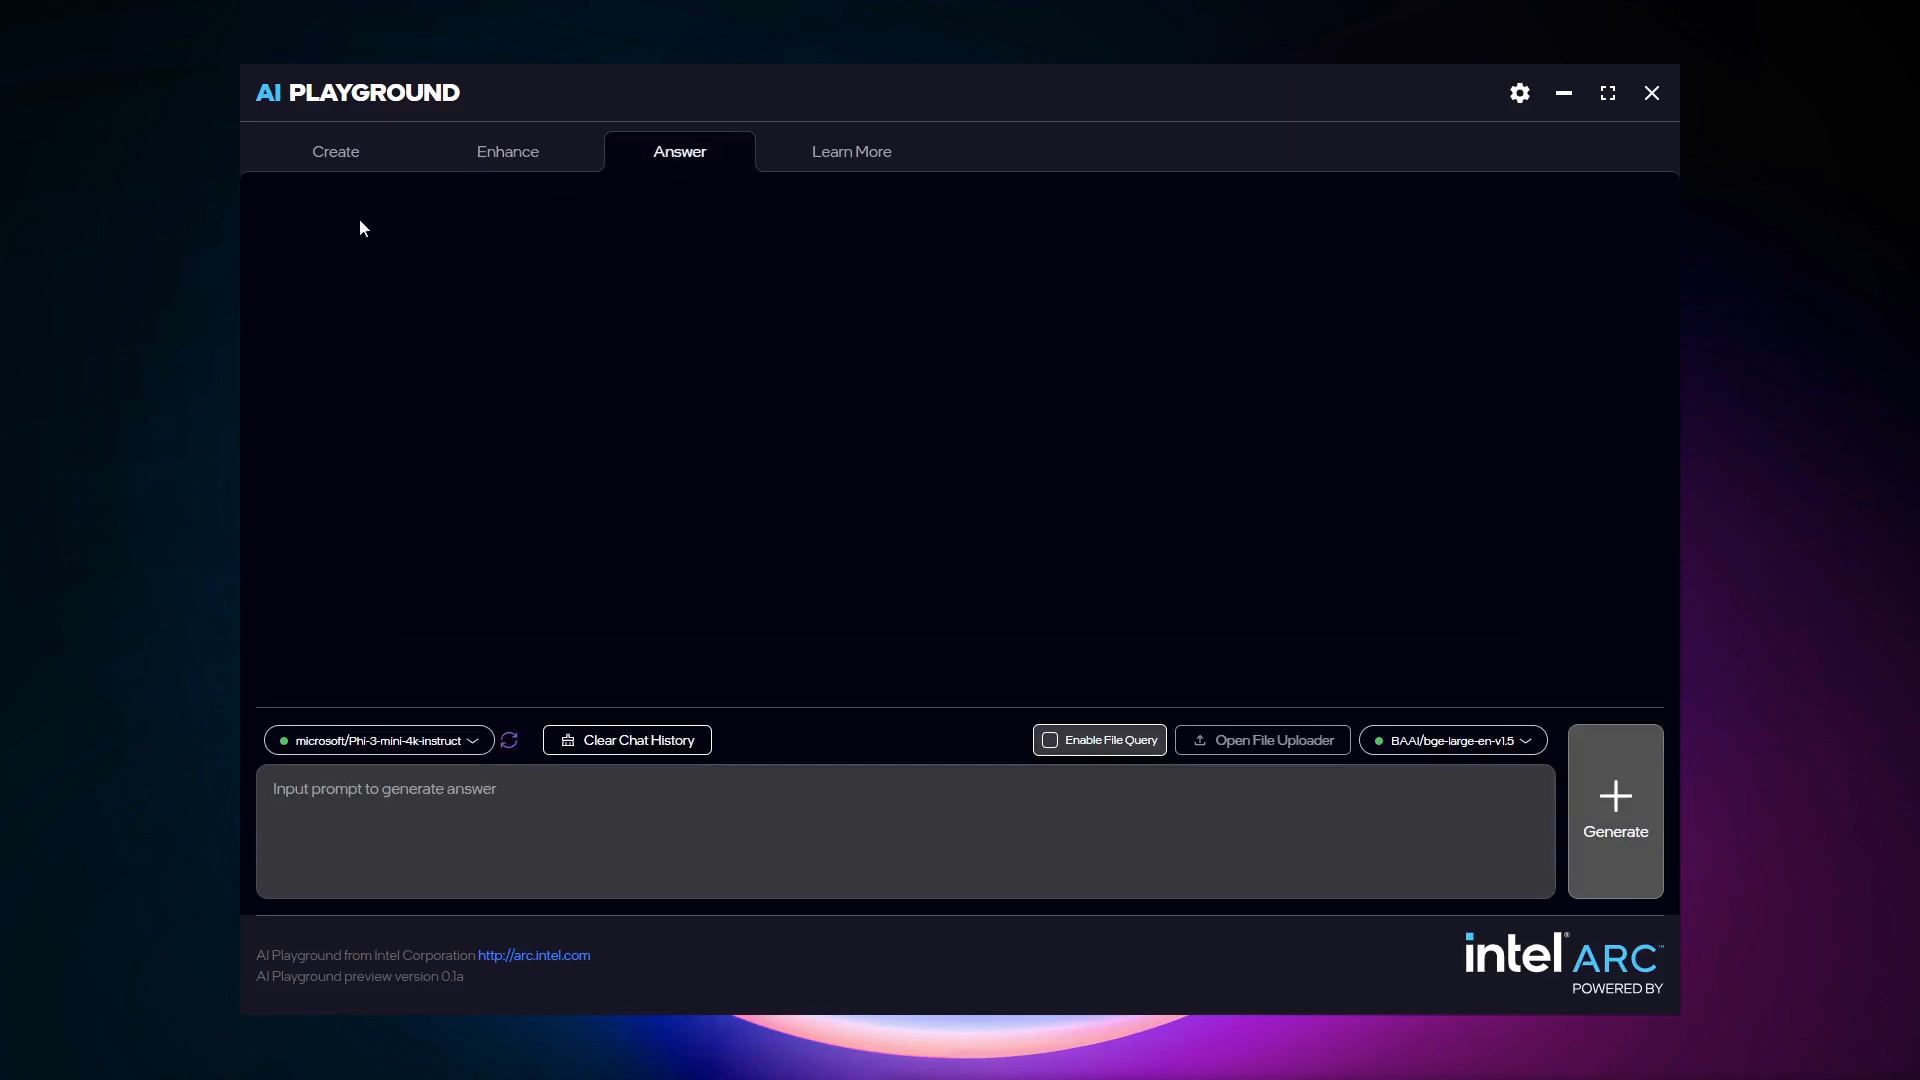 AI PLAYGROUND
Create Enhance Answer Learn More
microsoft/Phi-3-mini-4k-instruct Clear Chat History Enable File Query Open File Uploader BAAI/bge-large-en-v1.5
Input prompt to generate answer
Generate
AI Playground from Intel Corporation http://arc.intel.com
AI Playground preview version 0.1a
intel® ARC™
POWERED BY